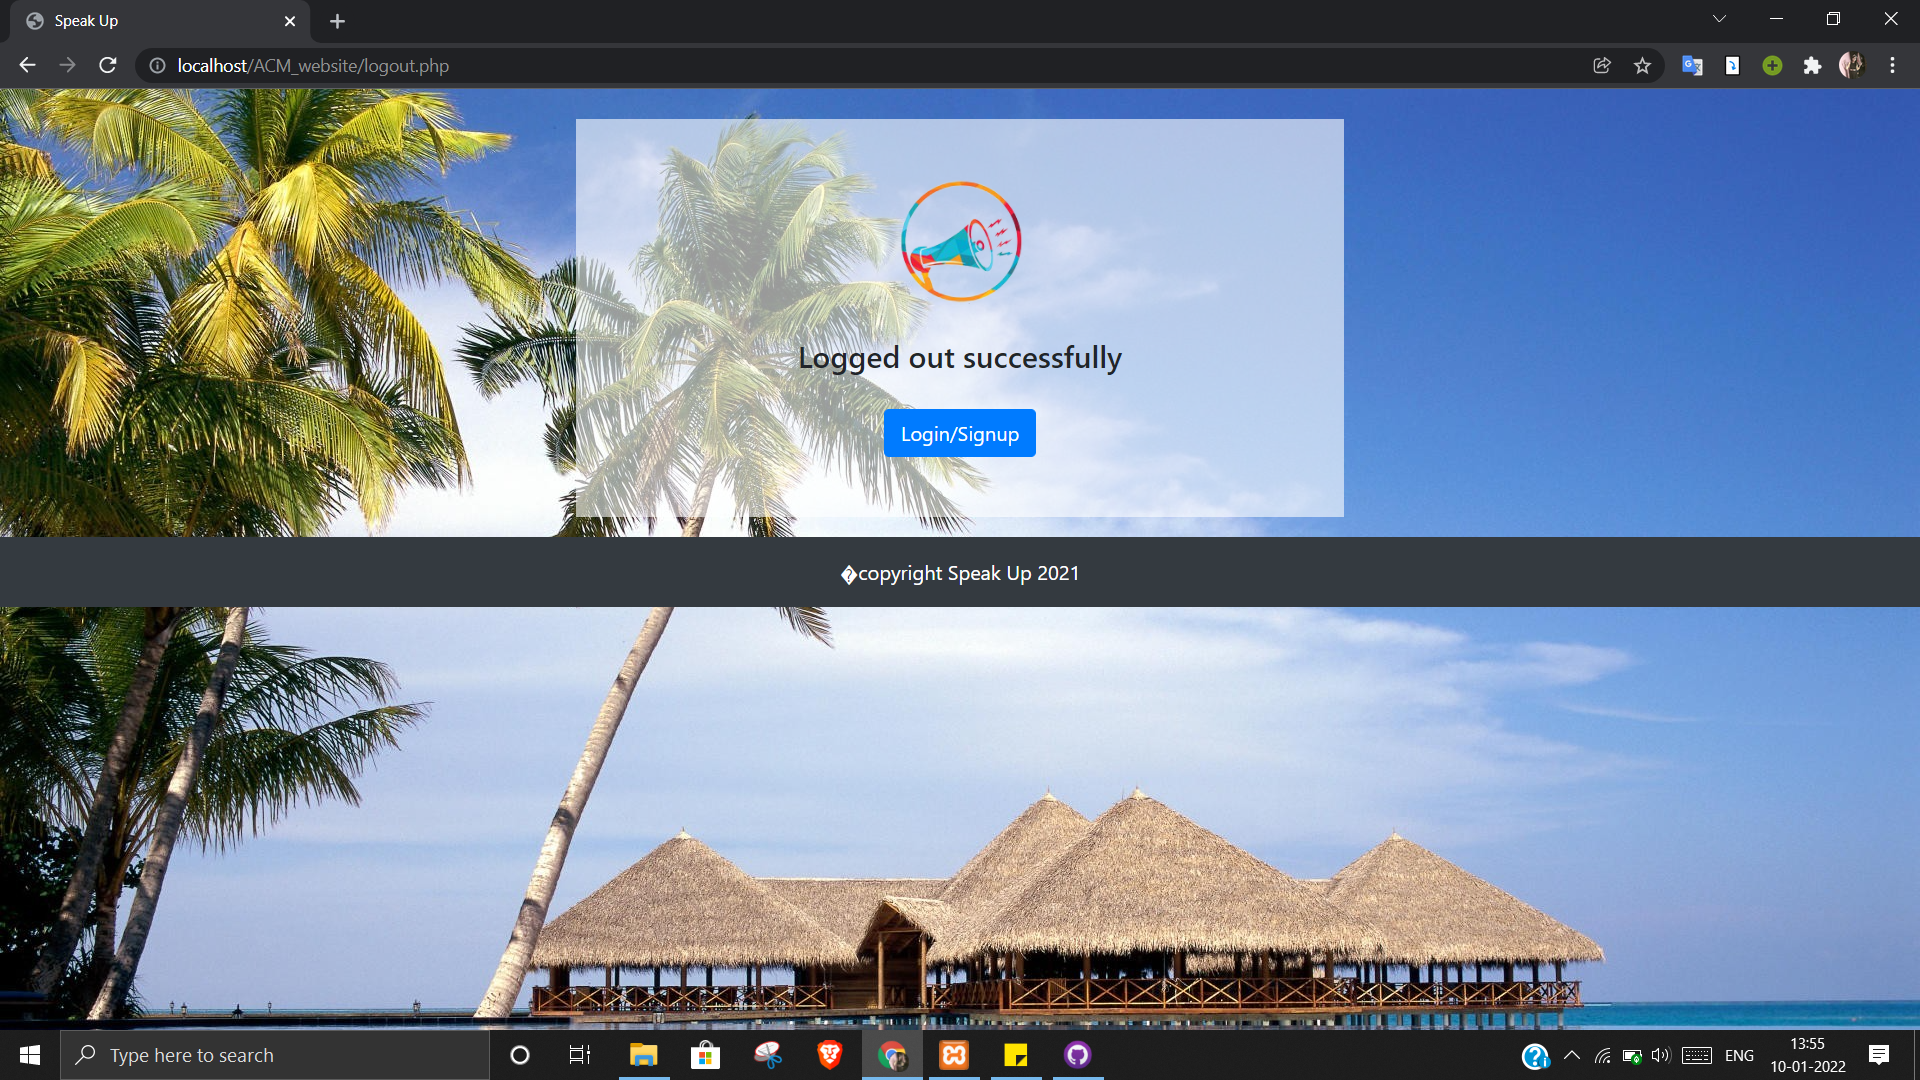 Speak Up
localhost/ACM_website/logout.php
Logged out successfully
Login/Signup
�copyright Speak Up 2021
Type here to search
ENG
13:55
10-01-2022